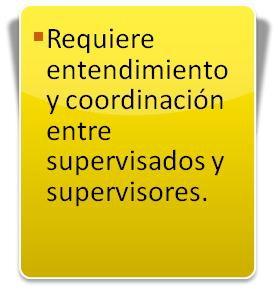 ▪Requiere
entendimiento
y coordinación
entre
supervisados y
supervisores.